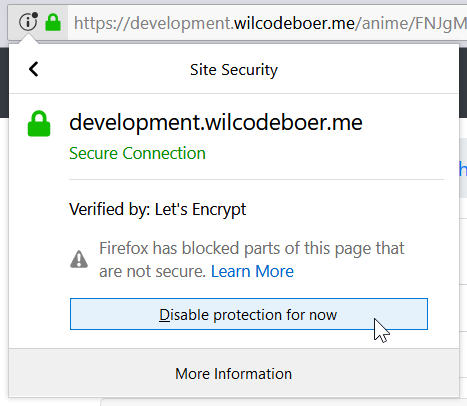 https://development.wilcodeboer.me/anime/FNJgM
Site Security
development.wilcodeboer.me
Secure Connection
Verified by: Let's Encrypt
Firefox has blocked parts of this page that
are not secure. Learn More
Disable protection for now
More Information